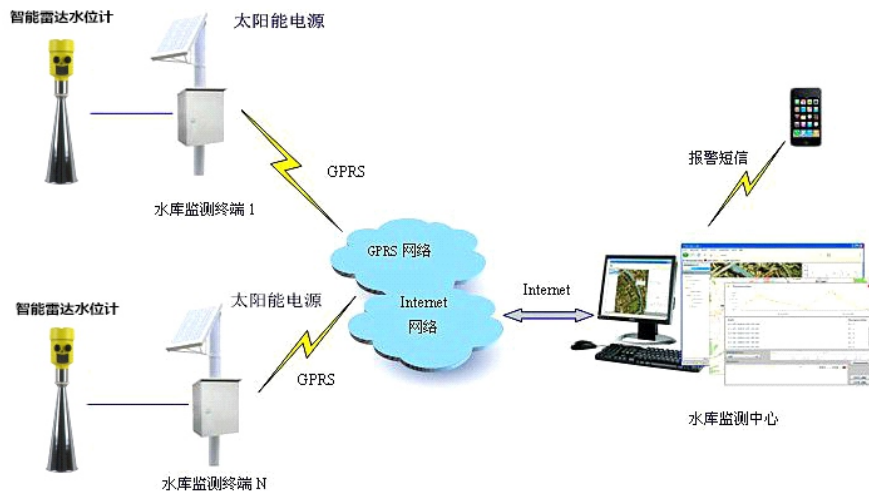 智能雷达水位计
太阳能电源
GPRS
水库监测终端 1
报警短信
GPRS 网络
Internet
网络
Internet
智能雷达水位计
太阳能电源
GPRS
水库监测终端 N
水库监测中心